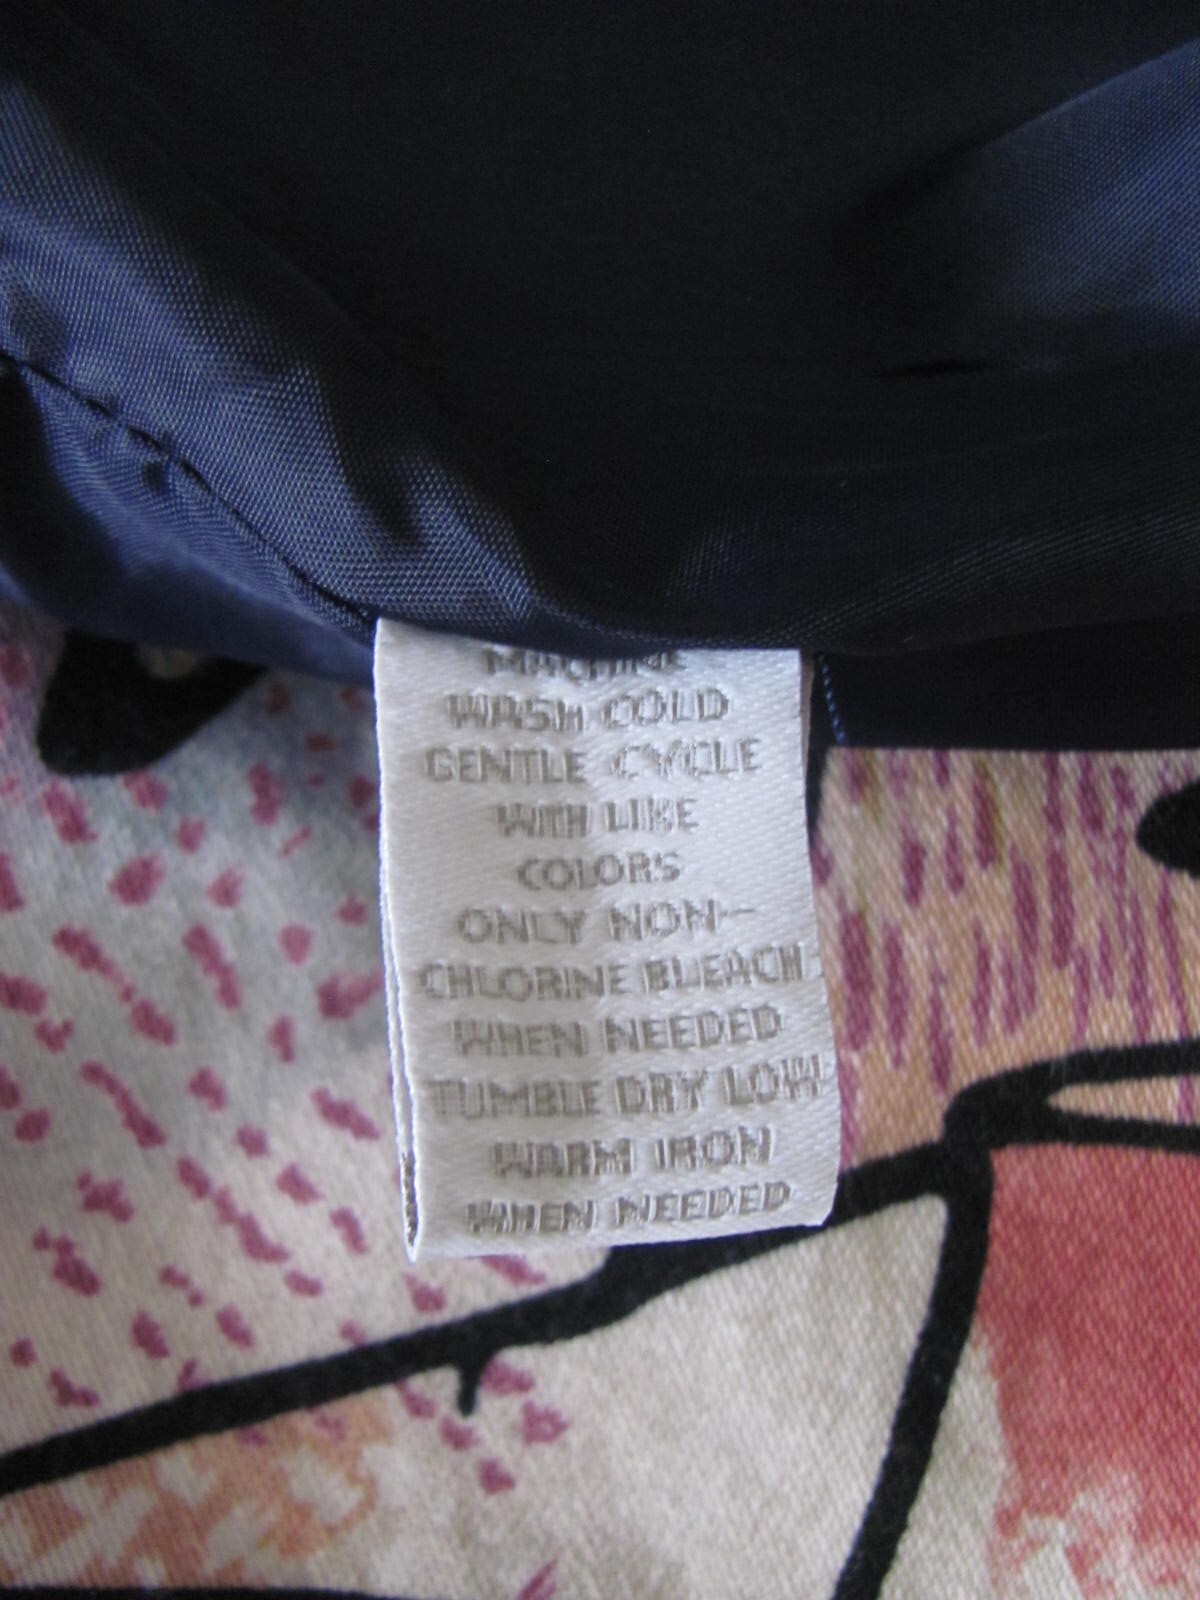 MACHINE
WASH COLD
GENTLE CYCLE
WITH LIKE
COLORS
ONLY NON-
CHLORINE BLEACH
WHEN NEEDED
TUMBLE DRY LOW
WARM IRON
WHEN NEEDED